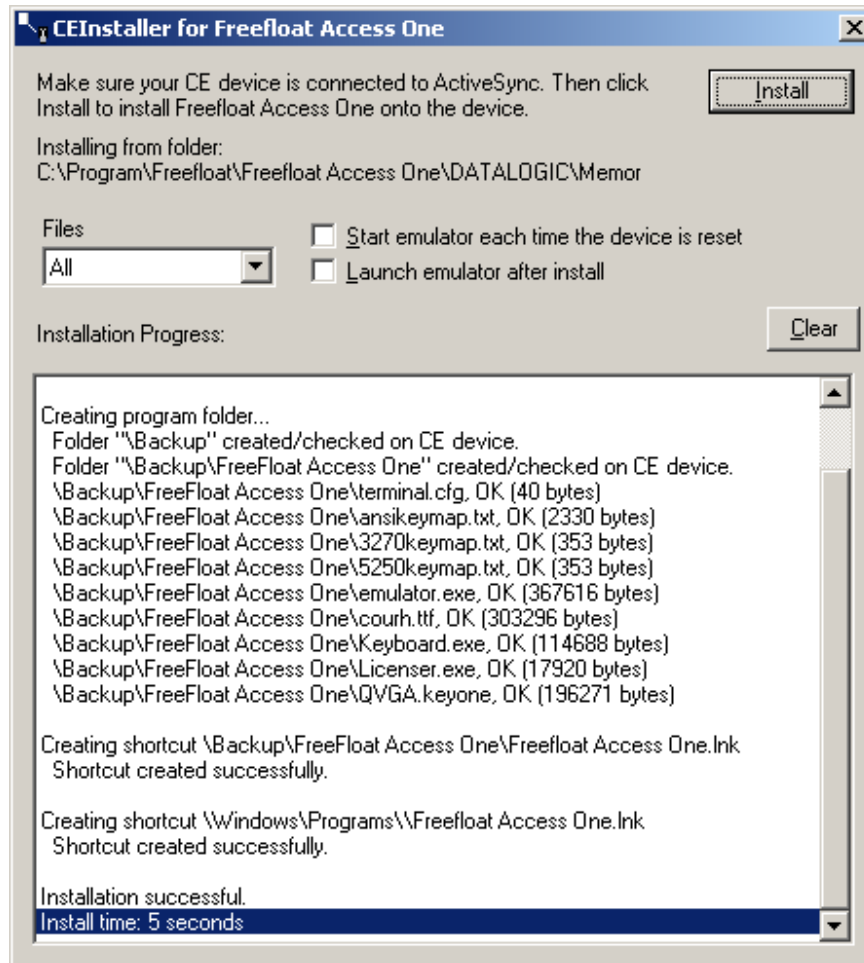 CEInstaller for Freefloat Access One
Make sure your CE device is connected to ActiveSync. Then click
Install to install Freefloat Access One onto the device.
Install
Installing from folder:
C:\Program\Freefloat\Freefloat Access One\DATALOGIC\Memor
Files
All
Start emulator each time the device is reset
Launch emulator after install
Installation Progress:
Clear
Creating program folder...
Folder "\Backup" created/checked on CE device.
Folder "\Backup\FreeFloat Access One" created/checked on CE device.
\Backup\FreeFloat Access One\terminal.cfg, OK (40 bytes)
\Backup\FreeFloat Access One\ansikeymap.txt, OK (2330 bytes)
\Backup\FreeFloat Access One\3270keymap.txt, OK (353 bytes)
\Backup\FreeFloat Access One\5250keymap.txt, OK (353 bytes)
\Backup\FreeFloat Access One\emulator.exe, OK (367616 bytes)
\Backup\FreeFloat Access One\courh.ttf, OK (303296 bytes)
\Backup\FreeFloat Access One\Keyboard.exe, OK (114688 bytes)
\Backup\FreeFloat Access One\Licenser.exe, OK (17920 bytes)
\Backup\FreeFloat Access One\QVGA.keyone, OK (196271 bytes)
Creating shortcut \Backup\FreeFloat Access One\Freefloat Access One.lnk
Shortcut created successfully.
Creating shortcut \Windows\Programs\\Freefloat Access One.lnk
Shortcut created successfully.
Installation successful.
Install time: 5 seconds